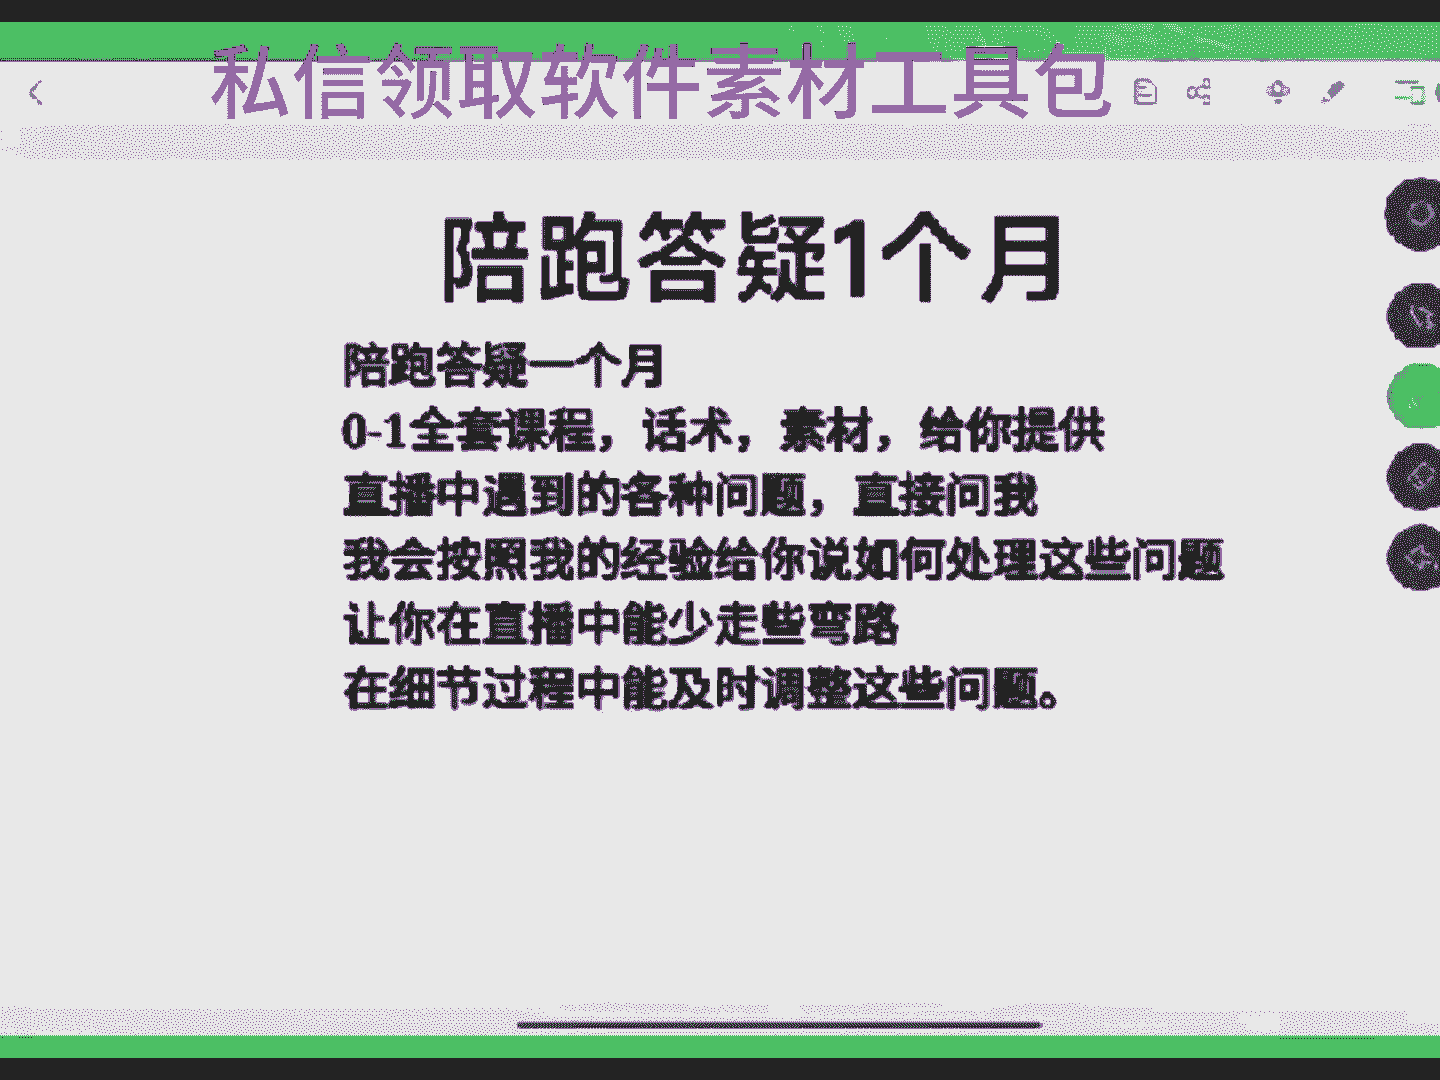 私信领取软件素材工具包
陪跑答疑1个月
陪跑答疑一个月
0-1全套课程，话术，素材，给你提供
直播中遇到的各种问题，直接问我
我会按照我的经验给你说如何处理这些问题
让你在直播中能少走些弯路
在细节过程中能及时调整这些问题。